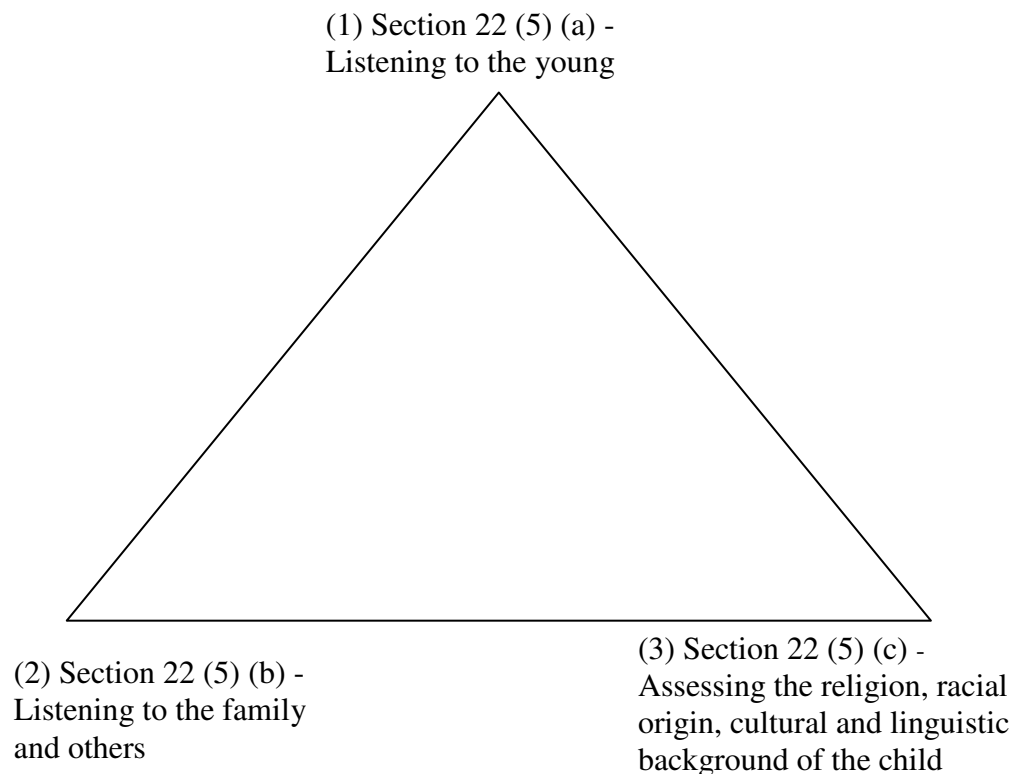 (1) Section 22 (5) (a) -
Listening to the young
(2) Section 22 (5) (b) -
Listening to the family
and others
(3) Section 22 (5) (c) -
Assessing the religion, racial
origin, cultural and linguistic
background of the child